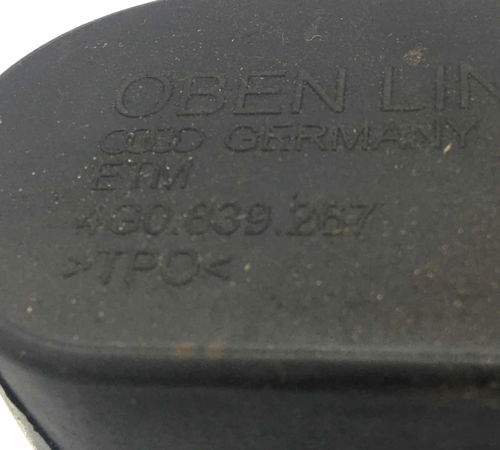 OBEN LIN
GERMANY
ETM
4G0.839.267
>TPO<